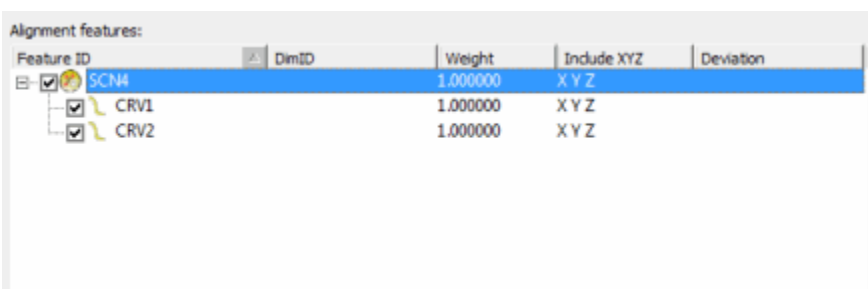 Alignment features:
Feature ID DimID Weight Include XYZ Deviation
SCN4 1.000000 X Y Z
CRV1 1.000000 X Y Z
CRV2 1.000000 X Y Z